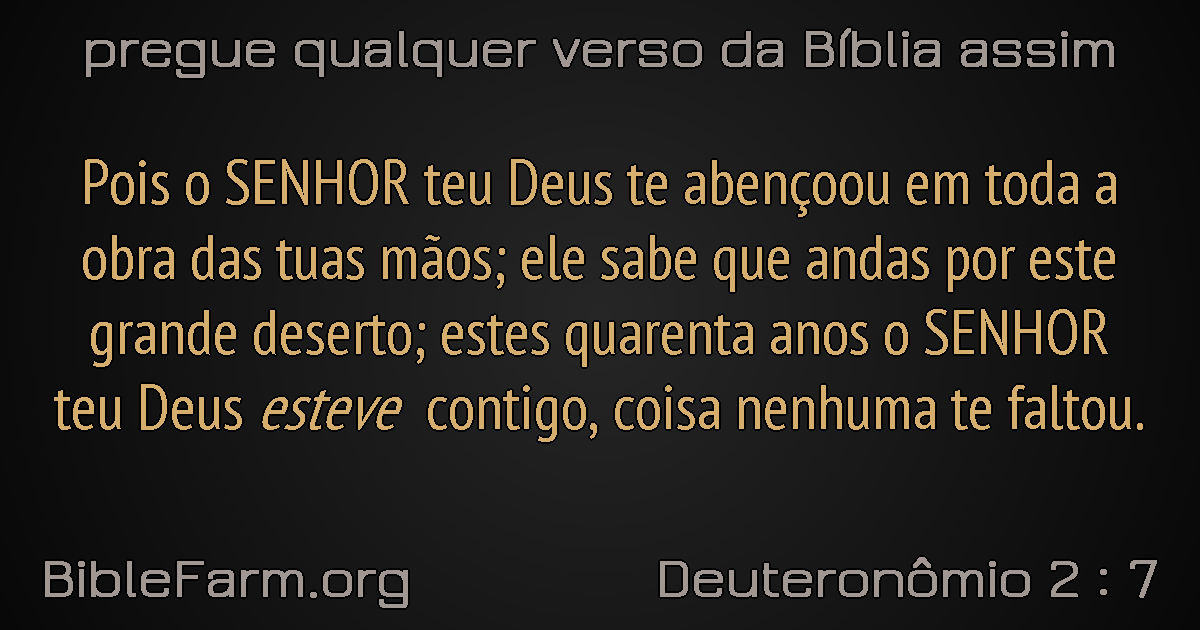 pregue qualquer verso da Bíblia assim
Pois o SENHOR teu Deus te abençoou em toda a
obra das tuas mãos; ele sabe que andas por este
grande deserto; estes quarenta anos o SENHOR
teu Deus esteve contigo, coisa nenhuma te faltou.
BibleFarm.org
Deuteronômio 2 : 7